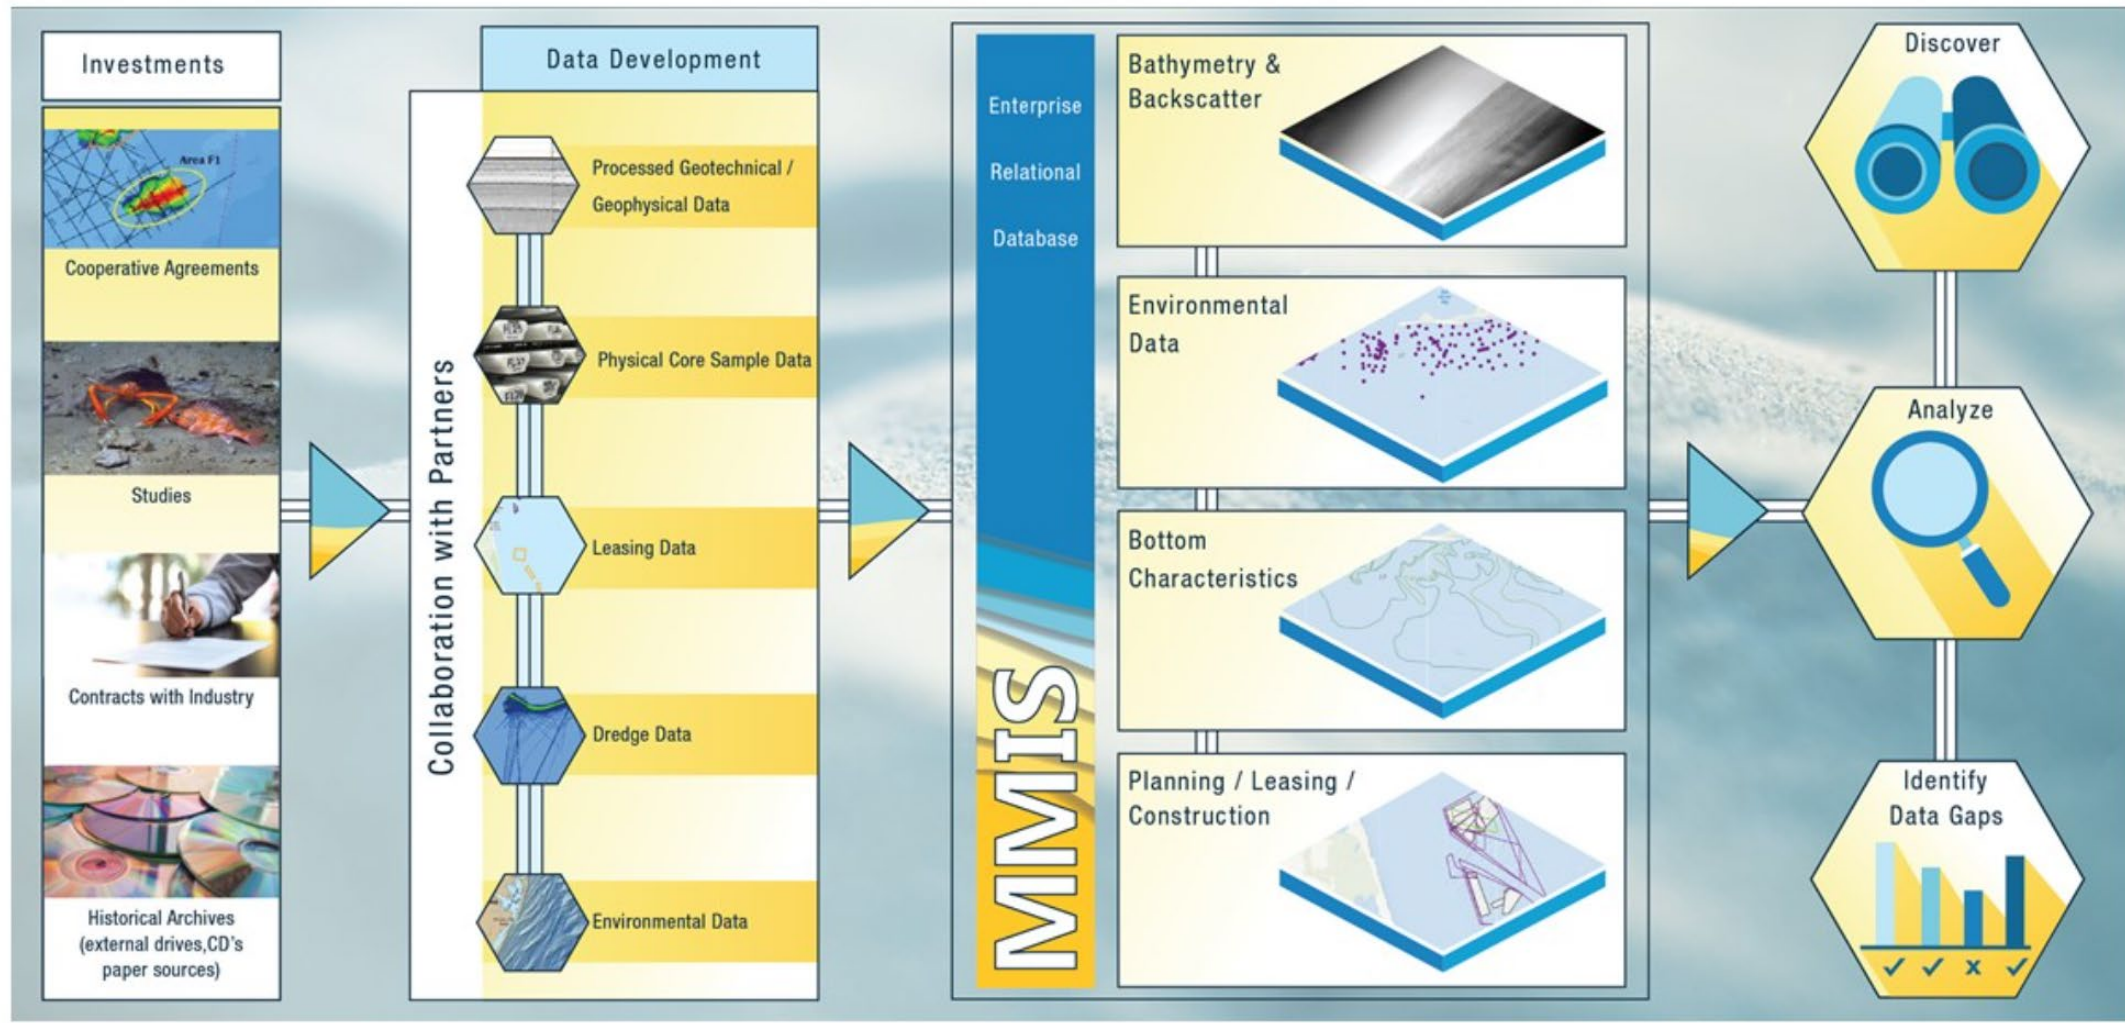 Investments
Area F1
Cooperative Agreements
Studies
Contracts with Industry
Historical Archives
(external drives,CD's
paper sources)
Data Development
Collaboration with Partners
Processed Geotechnical /
Geophysical Data
Physical Core Sample Data
Leasing Data
Dredge Data
Environmental Data
Enterprise
Relational
Database
MMIS
Bathymetry &
Backscatter
Environmental
Data
Bottom
Characteristics
Planning / Leasing /
Construction
Discover
Analyze
Identify
Data Gaps